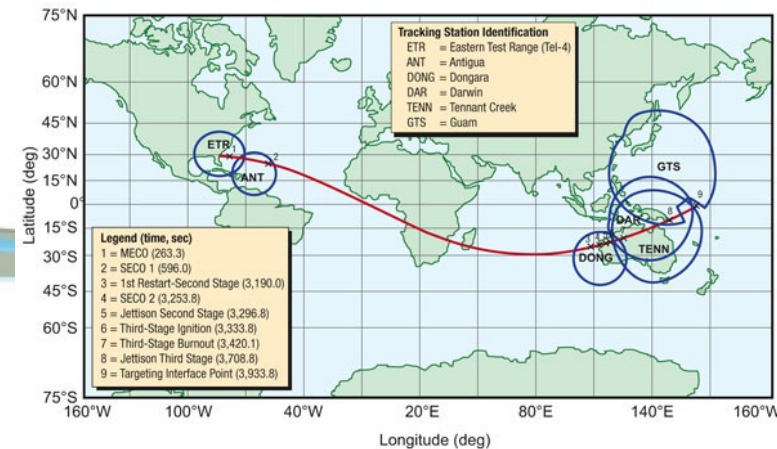 75°N
60°N
45°N
30°N
15°N
0°
15°S
30°S
45°S
60°S
75°S
Latitude (deg)
Tracking Station Identification
ETR = Eastern Test Range (Tel-4)
ANT = Antigua
DONG = Dongara
DAR = Darwin
TENN = Tennant Creek
GTS = Guam
ETR
1
2
ANT
GTS
9
8
DAR
TENN
DONG
Legend (time, sec)
1 = MECO (263.3)
2 = SECO 1 (596.0)
3 = 1st Restart-Second Stage (3,190.0)
4 = SECO 2 (3,253.8)
5 = Jettison Second Stage (3,296.8)
6 = Third-Stage Ignition (3,333.8)
7 = Third-Stage Burnout (3,420.1)
8 = Jettison Third Stage (3,708.8)
9 = Targeting Interface Point (3,933.8)
160°W 100°W 40°W 20°E 80°E 140°E 160°W
Longitude (deg)